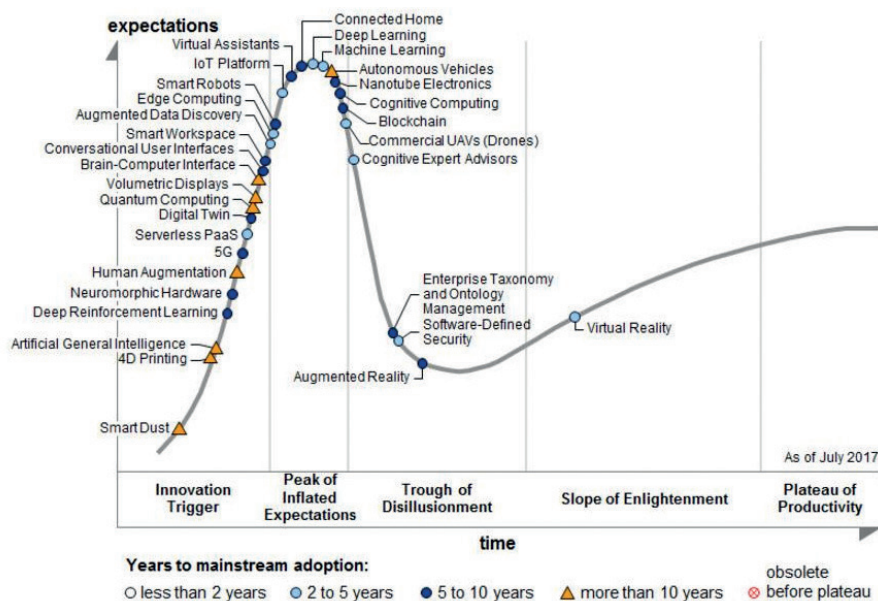 expectations
Connected Home
Deep Learning
Virtual Assistants
Machine Learning
IoT Platform
Autonomous Vehicles
Nanotube Electronics
Smart Robots
Edge Computing
Cognitive Computing
Augmented Data Discovery
Blockchain
Smart Workspace
Commercial UAVs (Drones)
Conversational User Interfaces
Cognitive Expert Advisors
Brain-Computer Interface
Volumetric Displays
Quantum Computing
Digital Twin
Serverless PaaS
5G
Human Augmentation
Neuromorphic Hardware
Deep Reinforcement Learning
Artificial General Intelligence
4D Printing
Smart Dust
Enterprise Taxonomy
and Ontology
Management
Software-Defined
Security
Augmented Reality
Virtual Reality
As of July 2017
Innovation
Trigger
Peak of
Inflated
Expectations
Trough of
Disillusionment
Slope of Enlightenment
Plateau of
Productivity
time
Years to mainstream adoption:
less than 2 years
2 to 5 years
5 to 10 years
more than 10 years
obsolete
before plateau